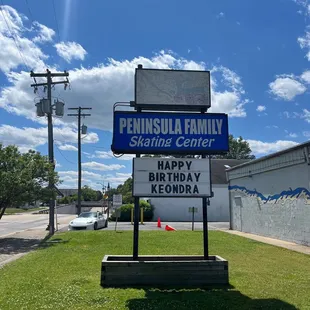 PENINSULA FAMILY
Skating Center
HAPPY
BIRTHDAY
KEONDRA